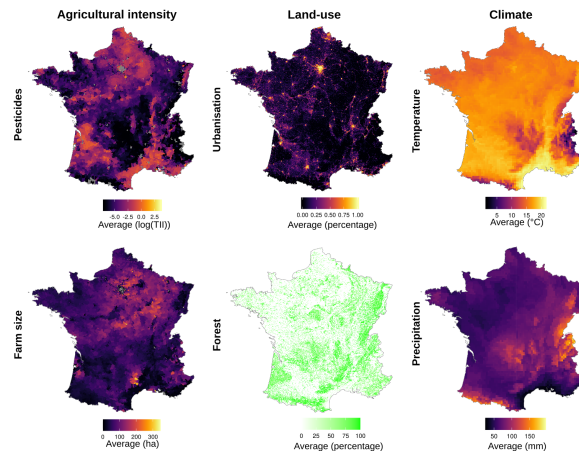 Agricultural intensity
Land-use
Climate
Pesticides
Urbanisation
Temperature
-5.0 -2.5 0.0 2.5
Average (log(TII))
0.00 0.25 0.50 0.75 1.00
Average (percentage)
5 10 15 20
Average (°C)
Farm size
Forest
Precipitation
0 100 200 300
Average (ha)
0 25 50 75 100
Average (percentage)
50 100 150
Average (mm)